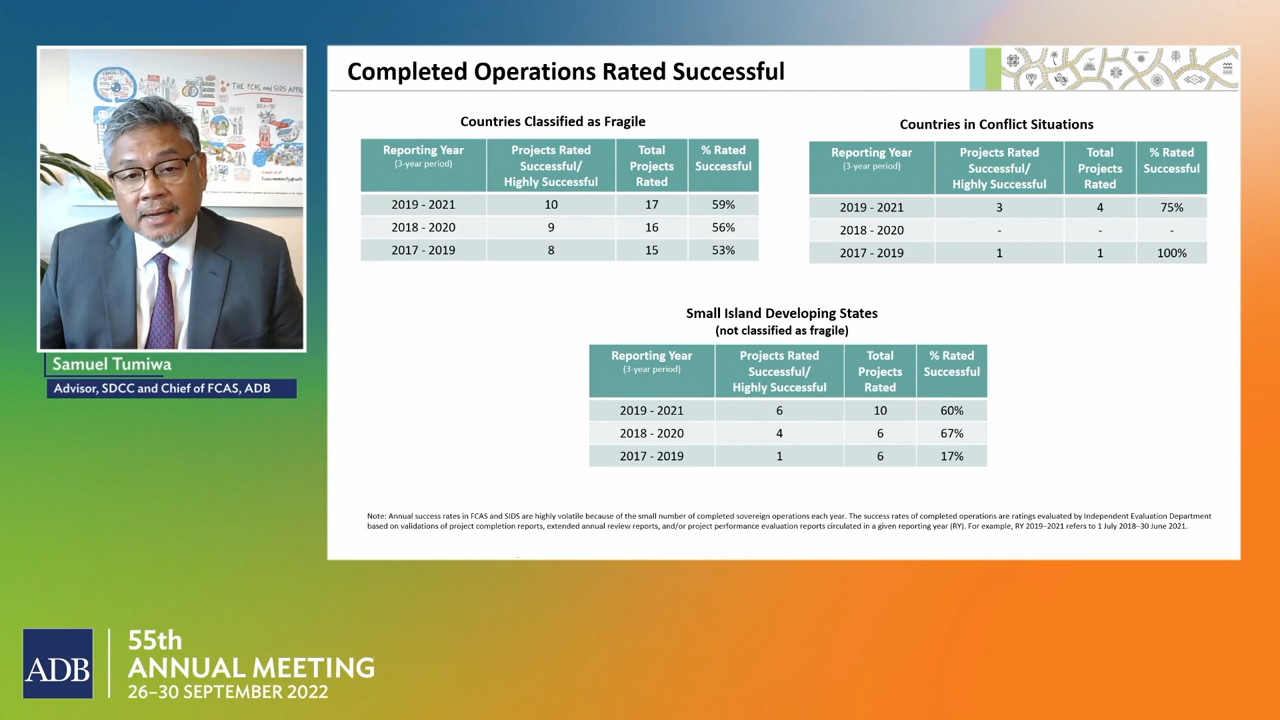 THE FCAS and SIDS APPR
Samuel Tumiwa
Advisor, SDCC and Chief of FCAS, ADB
Completed Operations Rated Successful
Countries Classified as Fragile
Reporting Year (3-year period) Projects Rated Successful/ Highly Successful Total Projects Rated % Rated Successful
2019 - 2021 10 17 59%
2018 - 2020 9 16 56%
2017 - 2019 8 15 53%
Countries in Conflict Situations
Reporting Year (3-year period) Projects Rated Successful/ Highly Successful Total Projects Rated % Rated Successful
2019 - 2021 3 4 75%
2018 - 2020 - - -
2017 - 2019 1 1 100%
Small Island Developing States
(not classified as fragile)
Reporting Year (3-year period) Projects Rated Successful/ Highly Successful Total Projects Rated % Rated Successful
2019 - 2021 6 10 60%
2018 - 2020 4 6 67%
2017 - 2019 1 6 17%
Note: Annual success rates in FCAS and SIDS are highly volatile because of the small number of completed sovereign operations each year. The success rates of completed operations are ratings evaluated by Independent Evaluation Department
based on validations of project completion reports, extended annual review reports, and/or project performance evaluation reports circulated in a given reporting year (RY). For example, RY 2019–2021 refers to 1 July 2018–30 June 2021.
ADB
55th
ANNUAL MEETING
26–30 SEPTEMBER 2022